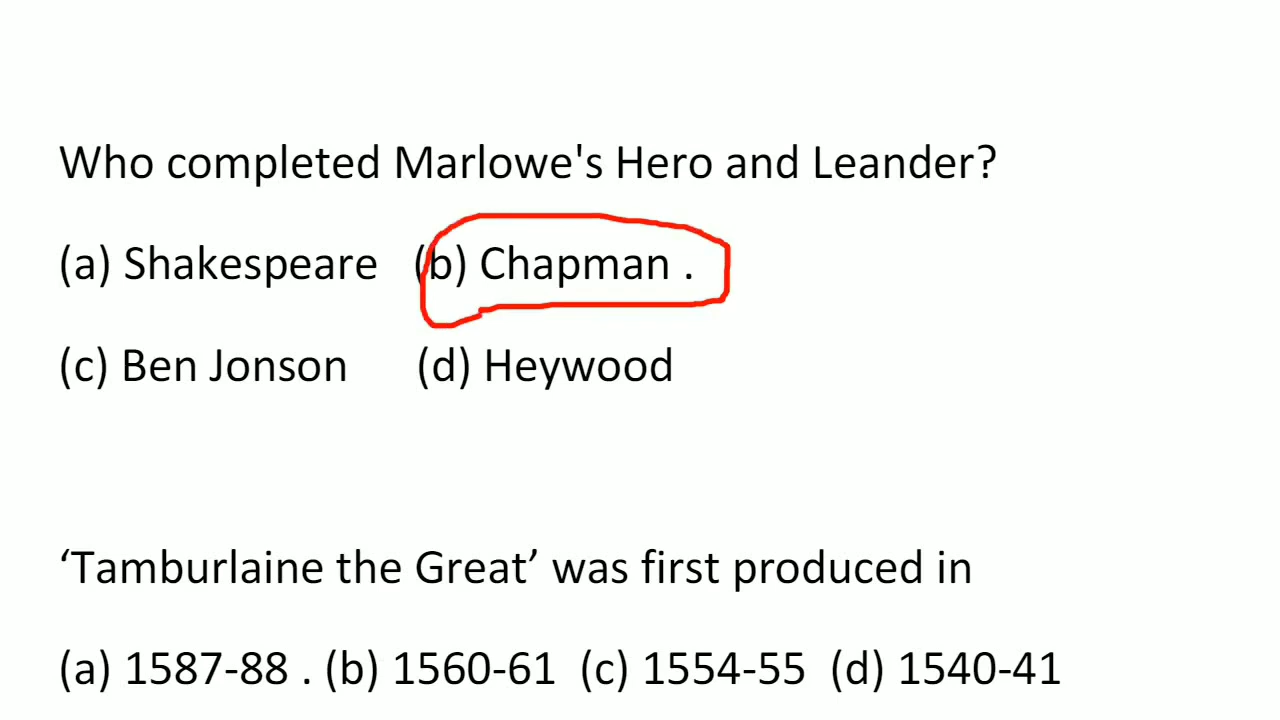 Who completed Marlowe's Hero and Leander?
(a) Shakespeare (b) Chapman .
(c) Ben Jonson (d) Heywood
‘Tamburlaine the Great’ was first produced in
(a) 1587-88 . (b) 1560-61 (c) 1554-55 (d) 1540-41